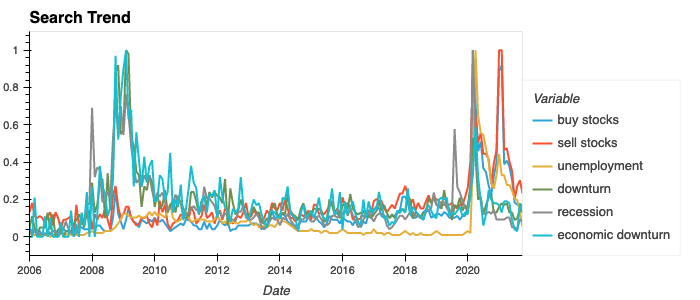 Search Trend
1
0.8
0.6
0.4
0.2
0
2006 2008 2010 2012 2014 2016 2018 2020
Date
Variable
buy stocks
sell stocks
unemployment
downturn
recession
economic downturn